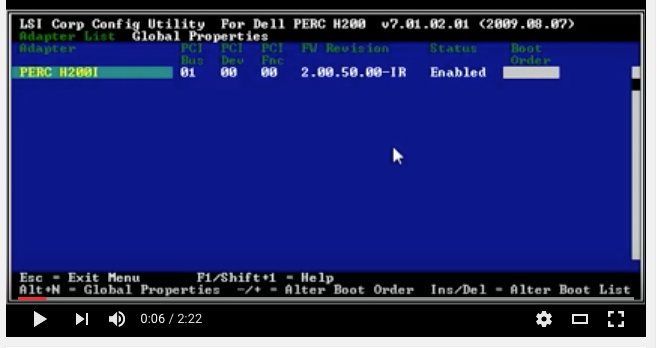 LSI Corp Config Utility For Dell PERC H200 v7.01.02.01 (2009.08.07)
Adapter List Global Properties
Adapter PCI PCI PCI FW Revision Status Boot
Bus Dev Fnc Order
PERC H200I 01 00 00 2.00.50.00-IR Enabled
Esc = Exit Menu F1/Shift+1 = Help
Alt+N = Global Properties -/+ = Alter Boot Order Ins/Del = Alter Boot List
0:06 / 2:22